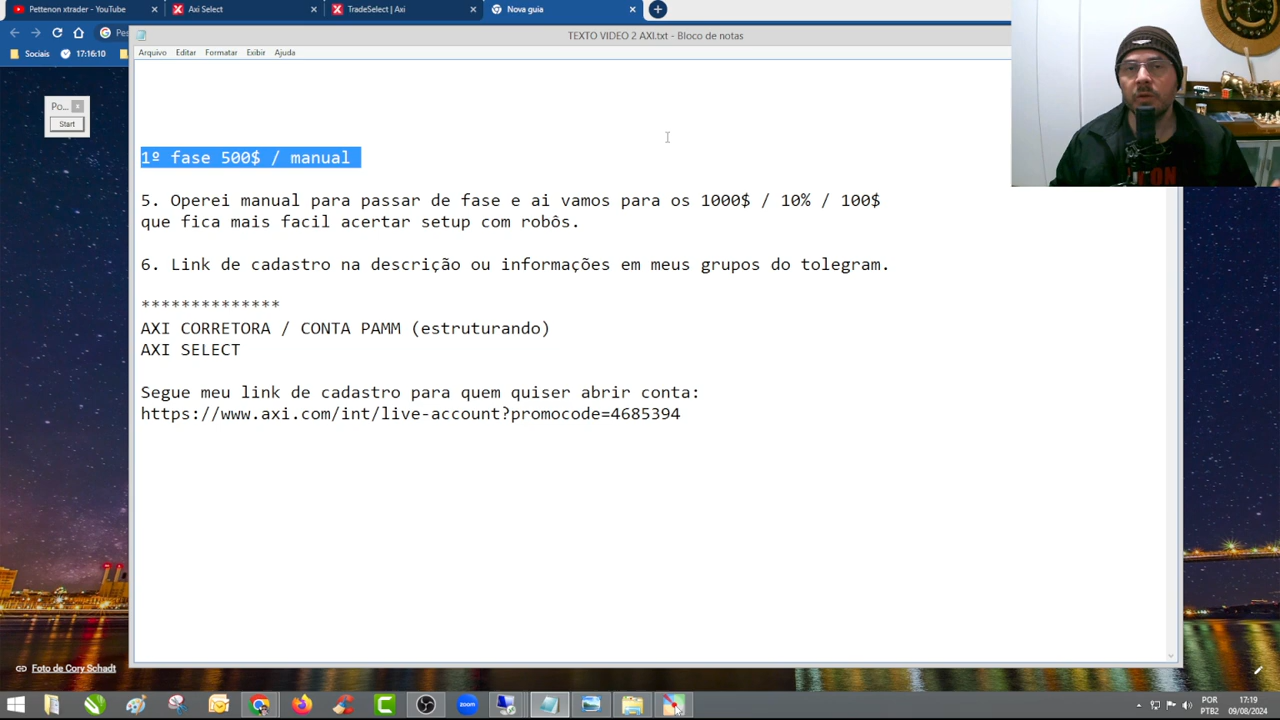 Pettenon xtrader - YouTube
Axi Select
TradeSelect | Axi
Nova guia
Sociais
17:16:10
TEXTO VIDEO 2 AXI.txt - Bloco de notas
Arquivo Editar Formatar Exibir Ajuda
Po...
Start
1º fase 500$ / manual
5. Operei manual para passar de fase e ai vamos para os 1000$ / 10% / 100$
que fica mais facil acertar setup com robôs.
6. Link de cadastro na descrição ou informações em meus grupos do tolegram.
**************
AXI CORRETORA / CONTA PAMM (estruturando)
AXI SELECT
Segue meu link de cadastro para quem quiser abrir conta:
https://www.axi.com/int/live-account?promocode=4685394
Foto de Cory Schadt
zoom
POR
PTB2
17:19
09/08/2024